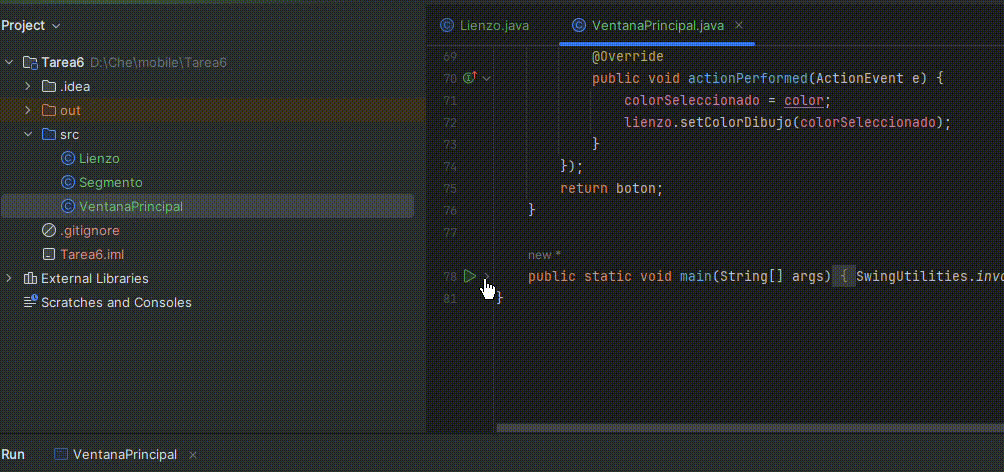 Project
Tarea6 D:\Che\mobile\Tarea6
.idea
out
src
Lienzo
Segmento
VentanaPrincipal
.gitignore
Tarea6.iml
External Libraries
Scratches and Consoles
Lienzo.java
VentanaPrincipal.java
69 @Override
70 public void actionPerformed(ActionEvent e) {
71 colorSeleccionado = color;
72 lienzo.setColorDibujo(colorSeleccionado);
73 }
74 });
75 return boton;
76 }
77
new *
78 public static void main(String[] args) { SwingUtilities.invo
81 }
Run VentanaPrincipal